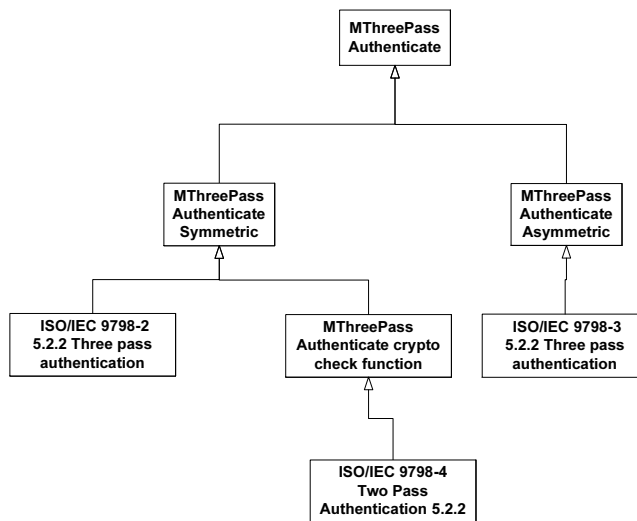 MThreePass
Authenticate
MThreePass
Authenticate
Symmetric
MThreePass
Authenticate
Asymmetric
ISO/IEC 9798-2
5.2.2 Three pass
authentication
MThreePass
Authenticate crypto
check function
ISO/IEC 9798-3
5.2.2 Three pass
authentication
ISO/IEC 9798-4
Two Pass
Authentication 5.2.2